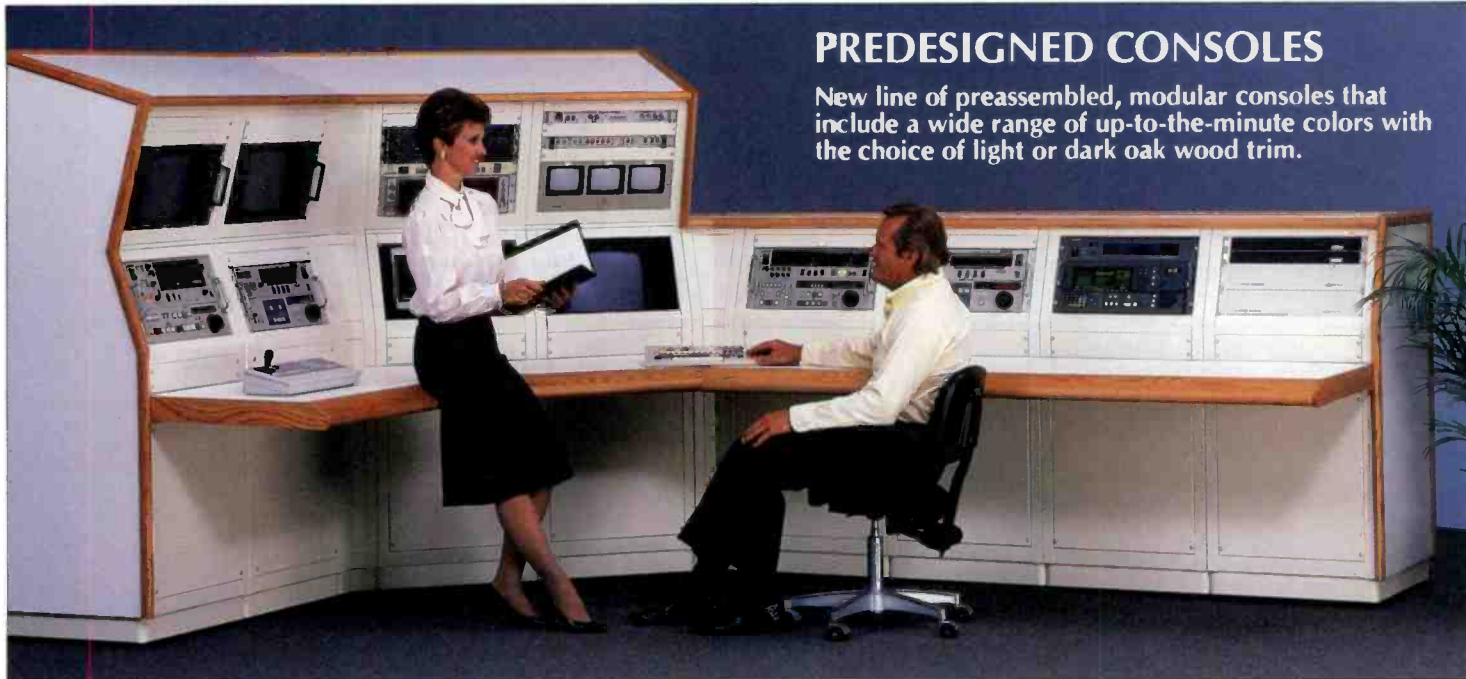 PREDESIGNED CONSOLES
New line of preassembled, modular consoles that
include a wide range of up-to-the-minute colors with
the choice of light or dark oak wood trim.